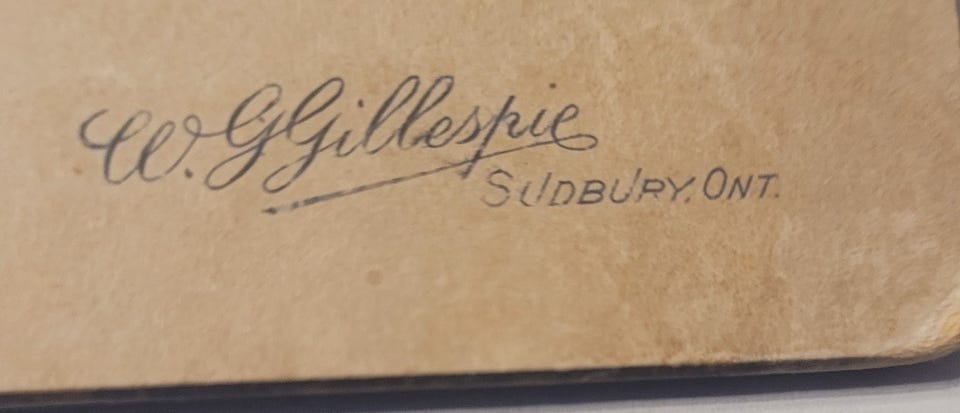 W. G Gillespie
SUDBURY, ONT.